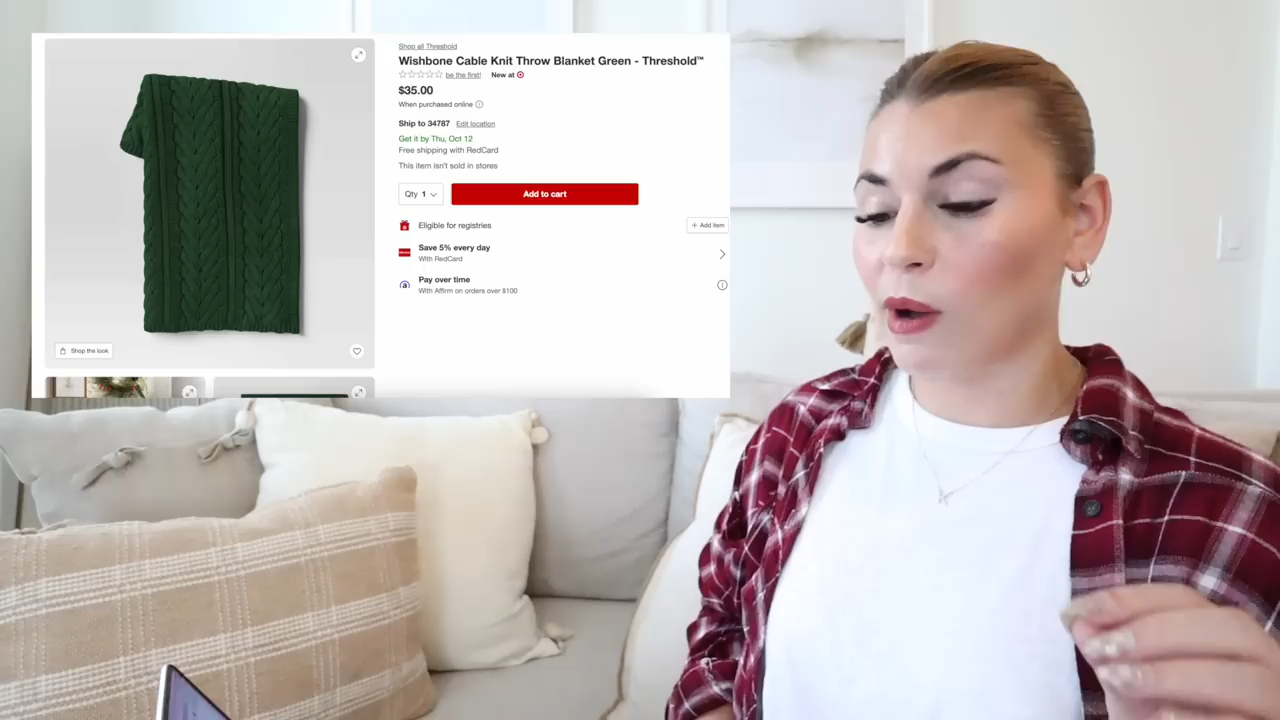 Shop all Threshold
Wishbone Cable Knit Throw Blanket Green - Threshold™
be the first! New at
$35.00
When purchased online
Ship to 34787 Edit location
Get it by Thu, Oct 12
Free shipping with RedCard
This item isn't sold in stores
Qty 1
Add to cart
Eligible for registries
+ Add item
Save 5% every day
With RedCard
Pay over time
With Affirm on orders over $100
Shop the look